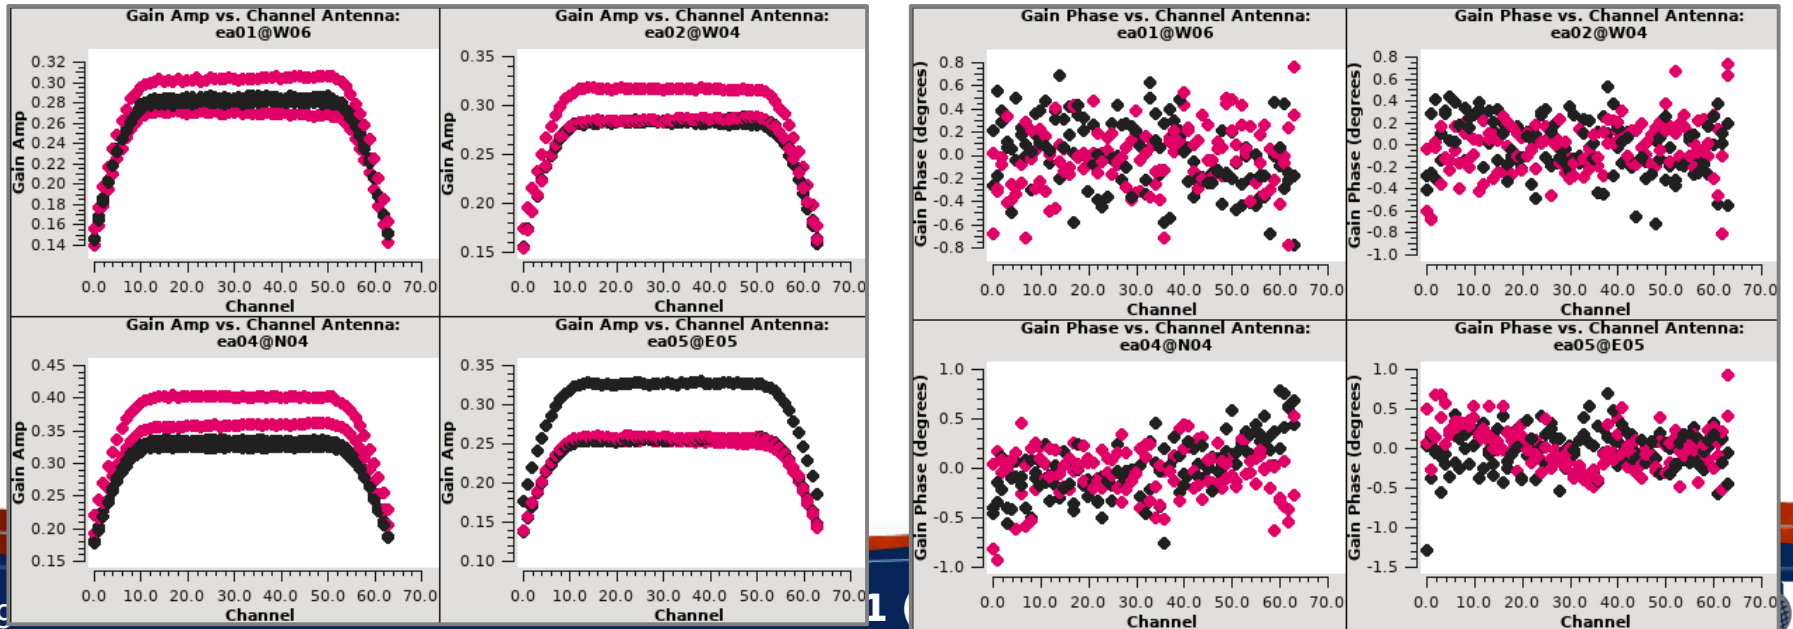 Gain Amp vs. Channel Antenna:
ea01@W06
Gain Amp
0.32
0.30
0.28
0.26
0.24
0.22
0.20
0.18
0.16
0.14
0.0 10.0 20.0 30.0 40.0 50.0 60.0 70.0
Channel
Gain Amp vs. Channel Antenna:
ea02@W04
Gain Amp
0.35
0.30
0.25
0.20
0.15
0.0 10.0 20.0 30.0 40.0 50.0 60.0 70.0
Channel
Gain Amp vs. Channel Antenna:
ea04@N04
Gain Amp
0.45
0.40
0.35
0.30
0.25
0.20
0.15
0.0 10.0 20.0 30.0 40.0 50.0 60.0 70.0
Channel
Gain Amp vs. Channel Antenna:
ea05@E05
Gain Amp
0.35
0.30
0.25
0.20
0.15
0.10
0.0 10.0 20.0 30.0 40.0 50.0 60.0 70.0
Channel
1 (
Gain Phase vs. Channel Antenna:
ea01@W06
Gain Phase (degrees)
0.8
0.6
0.4
0.2
0.0
-0.2
-0.4
-0.6
-0.8
0.0 10.0 20.0 30.0 40.0 50.0 60.0 70.0
Channel
Gain Phase vs. Channel Antenna:
ea02@W04
Gain Phase (degrees)
0.8
0.6
0.4
0.2
0.0
-0.2
-0.4
-0.6
-0.8
-1.0
0.0 10.0 20.0 30.0 40.0 50.0 60.0 70.0
Channel
Gain Phase vs. Channel Antenna:
ea04@N04
Gain Phase (degrees)
1.0
0.5
0.0
-0.5
-1.0
0.0 10.0 20.0 30.0 40.0 50.0 60.0 70.0
Channel
Gain Phase vs. Channel Antenna:
ea05@E05
Gain Phase (degrees)
1.0
0.5
0.0
-0.5
-1.0
-1.5
0.0 10.0 20.0 30.0 40.0 50.0 60.0 70.0
Channel